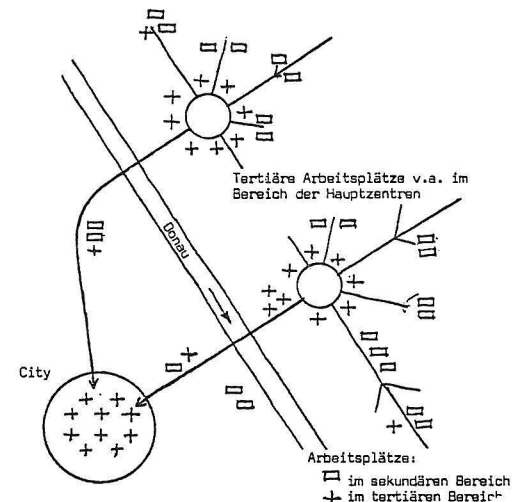 Tertiäre Arbeitsplätze v.a. im
Bereich der Hauptzentren
Donau
City
Arbeitsplätze:
im sekundären Bereich
im tertiären Bereich